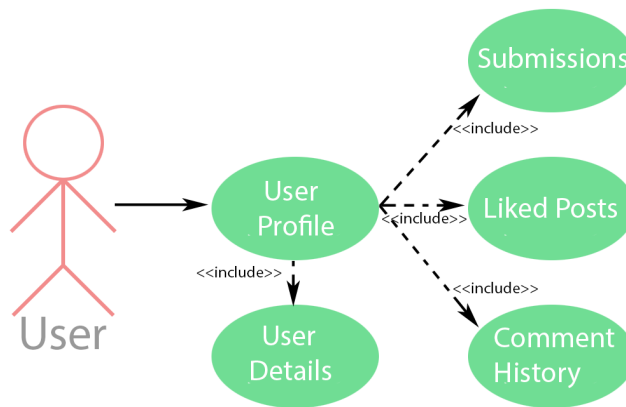 Submissions
<<include>>
User
Profile
<<include>>
Liked Posts
<<include>>
<<include>>
User
User
Details
Comment
History